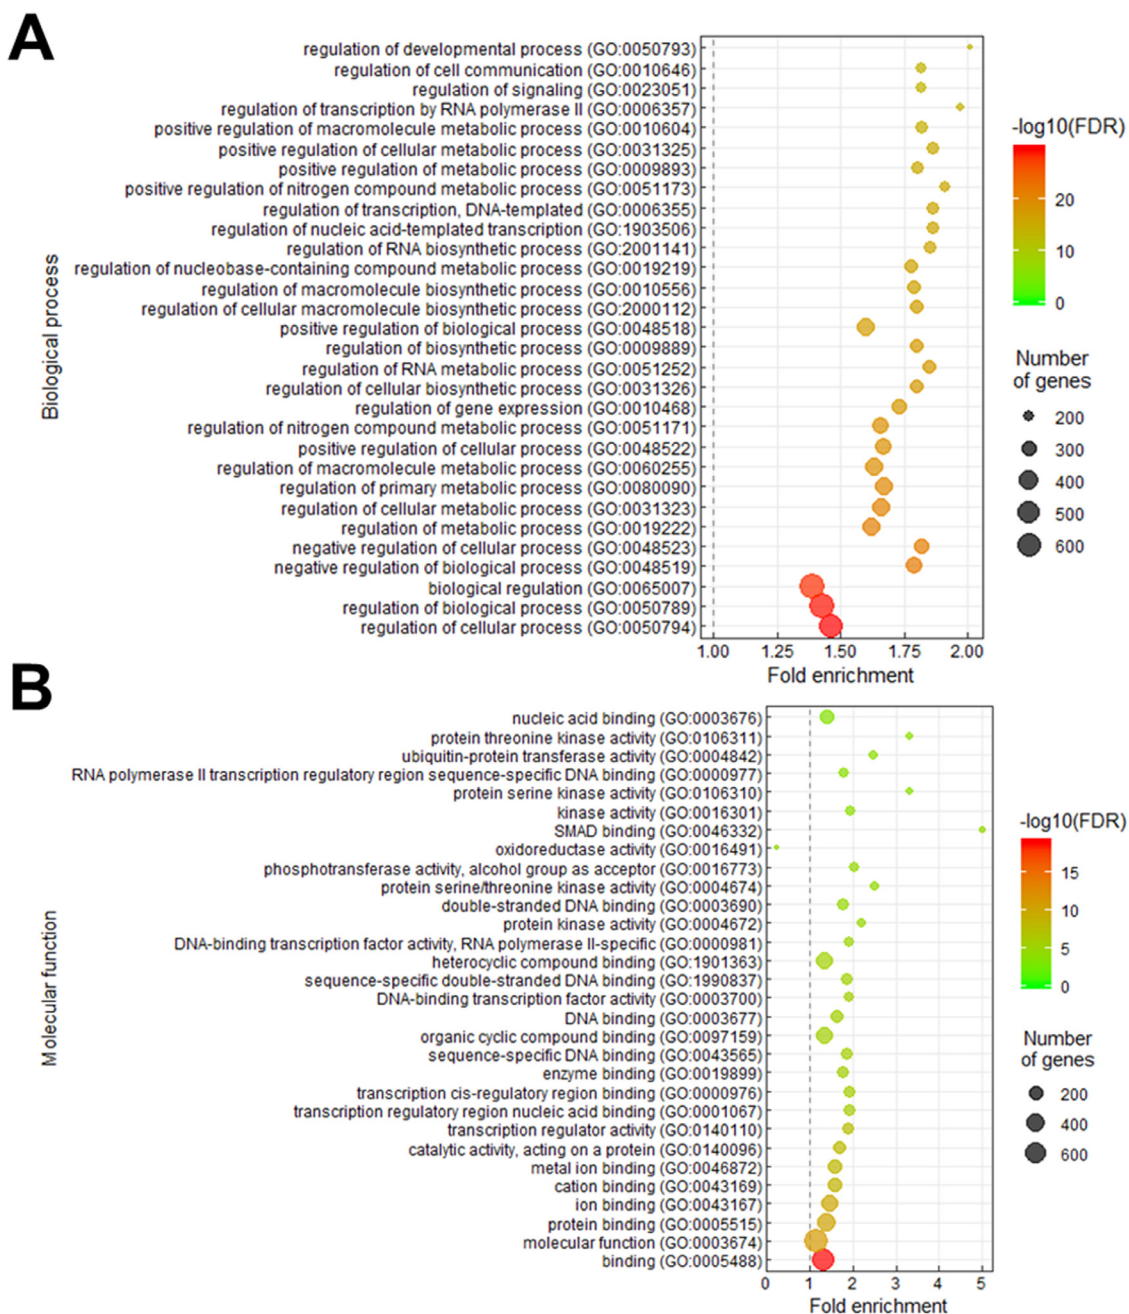 A
regulation of developmental process (GO:0050793)
regulation of cell communication (GO:0010646)
regulation of signaling (GO:0023051)
regulation of transcription by RNA polymerase II (GO:0006357)
positive regulation of macromolecule metabolic process (GO:0010604)
positive regulation of cellular metabolic process (GO:0031325)
positive regulation of metabolic process (GO:0009893)
positive regulation of nitrogen compound metabolic process (GO:0051173)
regulation of transcription, DNA-templated (GO:0006355)
regulation of nucleic acid-templated transcription (GO:1903506)
regulation of RNA biosynthetic process (GO:2001141)
regulation of nucleobase-containing compound metabolic process (GO:0019219)
regulation of macromolecule biosynthetic process (GO:0010556)
regulation of cellular macromolecule biosynthetic process (GO:2000112)
positive regulation of biological process (GO:0048518)
regulation of biosynthetic process (GO:0009889)
regulation of RNA metabolic process (GO:0051252)
regulation of cellular biosynthetic process (GO:0031326)
regulation of gene expression (GO:0010468)
regulation of nitrogen compound metabolic process (GO:0051171)
positive regulation of cellular process (GO:0048522)
regulation of macromolecule metabolic process (GO:0060255)
regulation of primary metabolic process (GO:0080090)
regulation of cellular metabolic process (GO:0031323)
regulation of metabolic process (GO:0019222)
negative regulation of cellular process (GO:0048523)
negative regulation of biological process (GO:0048519)
biological regulation (GO:0065007)
regulation of biological process (GO:0050789)
regulation of cellular process (GO:0050794)
Biological process
1.00 1.25 1.50 1.75 2.00
Fold enrichment
-log10(FDR)
20
10
0
Number
of genes
200
300
400
500
600
B
nucleic acid binding (GO:0003676)
protein threonine kinase activity (GO:0106311)
ubiquitin-protein transferase activity (GO:0004842)
RNA polymerase II transcription regulatory region sequence-specific DNA binding (GO:0000977)
protein serine kinase activity (GO:0106310)
kinase activity (GO:0016301)
SMAD binding (GO:0046332)
oxidoreductase activity (GO:0016491)
phosphotransferase activity, alcohol group as acceptor (GO:0016773)
protein serine/threonine kinase activity (GO:0004674)
double-stranded DNA binding (GO:0003690)
protein kinase activity (GO:0004672)
DNA-binding transcription factor activity, RNA polymerase II-specific (GO:0000981)
heterocyclic compound binding (GO:1901363)
sequence-specific double-stranded DNA binding (GO:1990837)
DNA-binding transcription factor activity (GO:0003700)
DNA binding (GO:0003677)
organic cyclic compound binding (GO:0097159)
sequence-specific DNA binding (GO:0043565)
enzyme binding (GO:0019899)
transcription cis-regulatory region binding (GO:0000976)
transcription regulatory region nucleic acid binding (GO:0001067)
transcription regulator activity (GO:0140110)
catalytic activity, acting on a protein (GO:0140096)
metal ion binding (GO:0046872)
cation binding (GO:0043169)
ion binding (GO:0043167)
protein binding (GO:0005515)
molecular function (GO:0003674)
binding (GO:0005488)
Molecular function
0 1 2 3 4 5
Fold enrichment
-log10(FDR)
15
10
5
0
Number
of genes
200
400
600